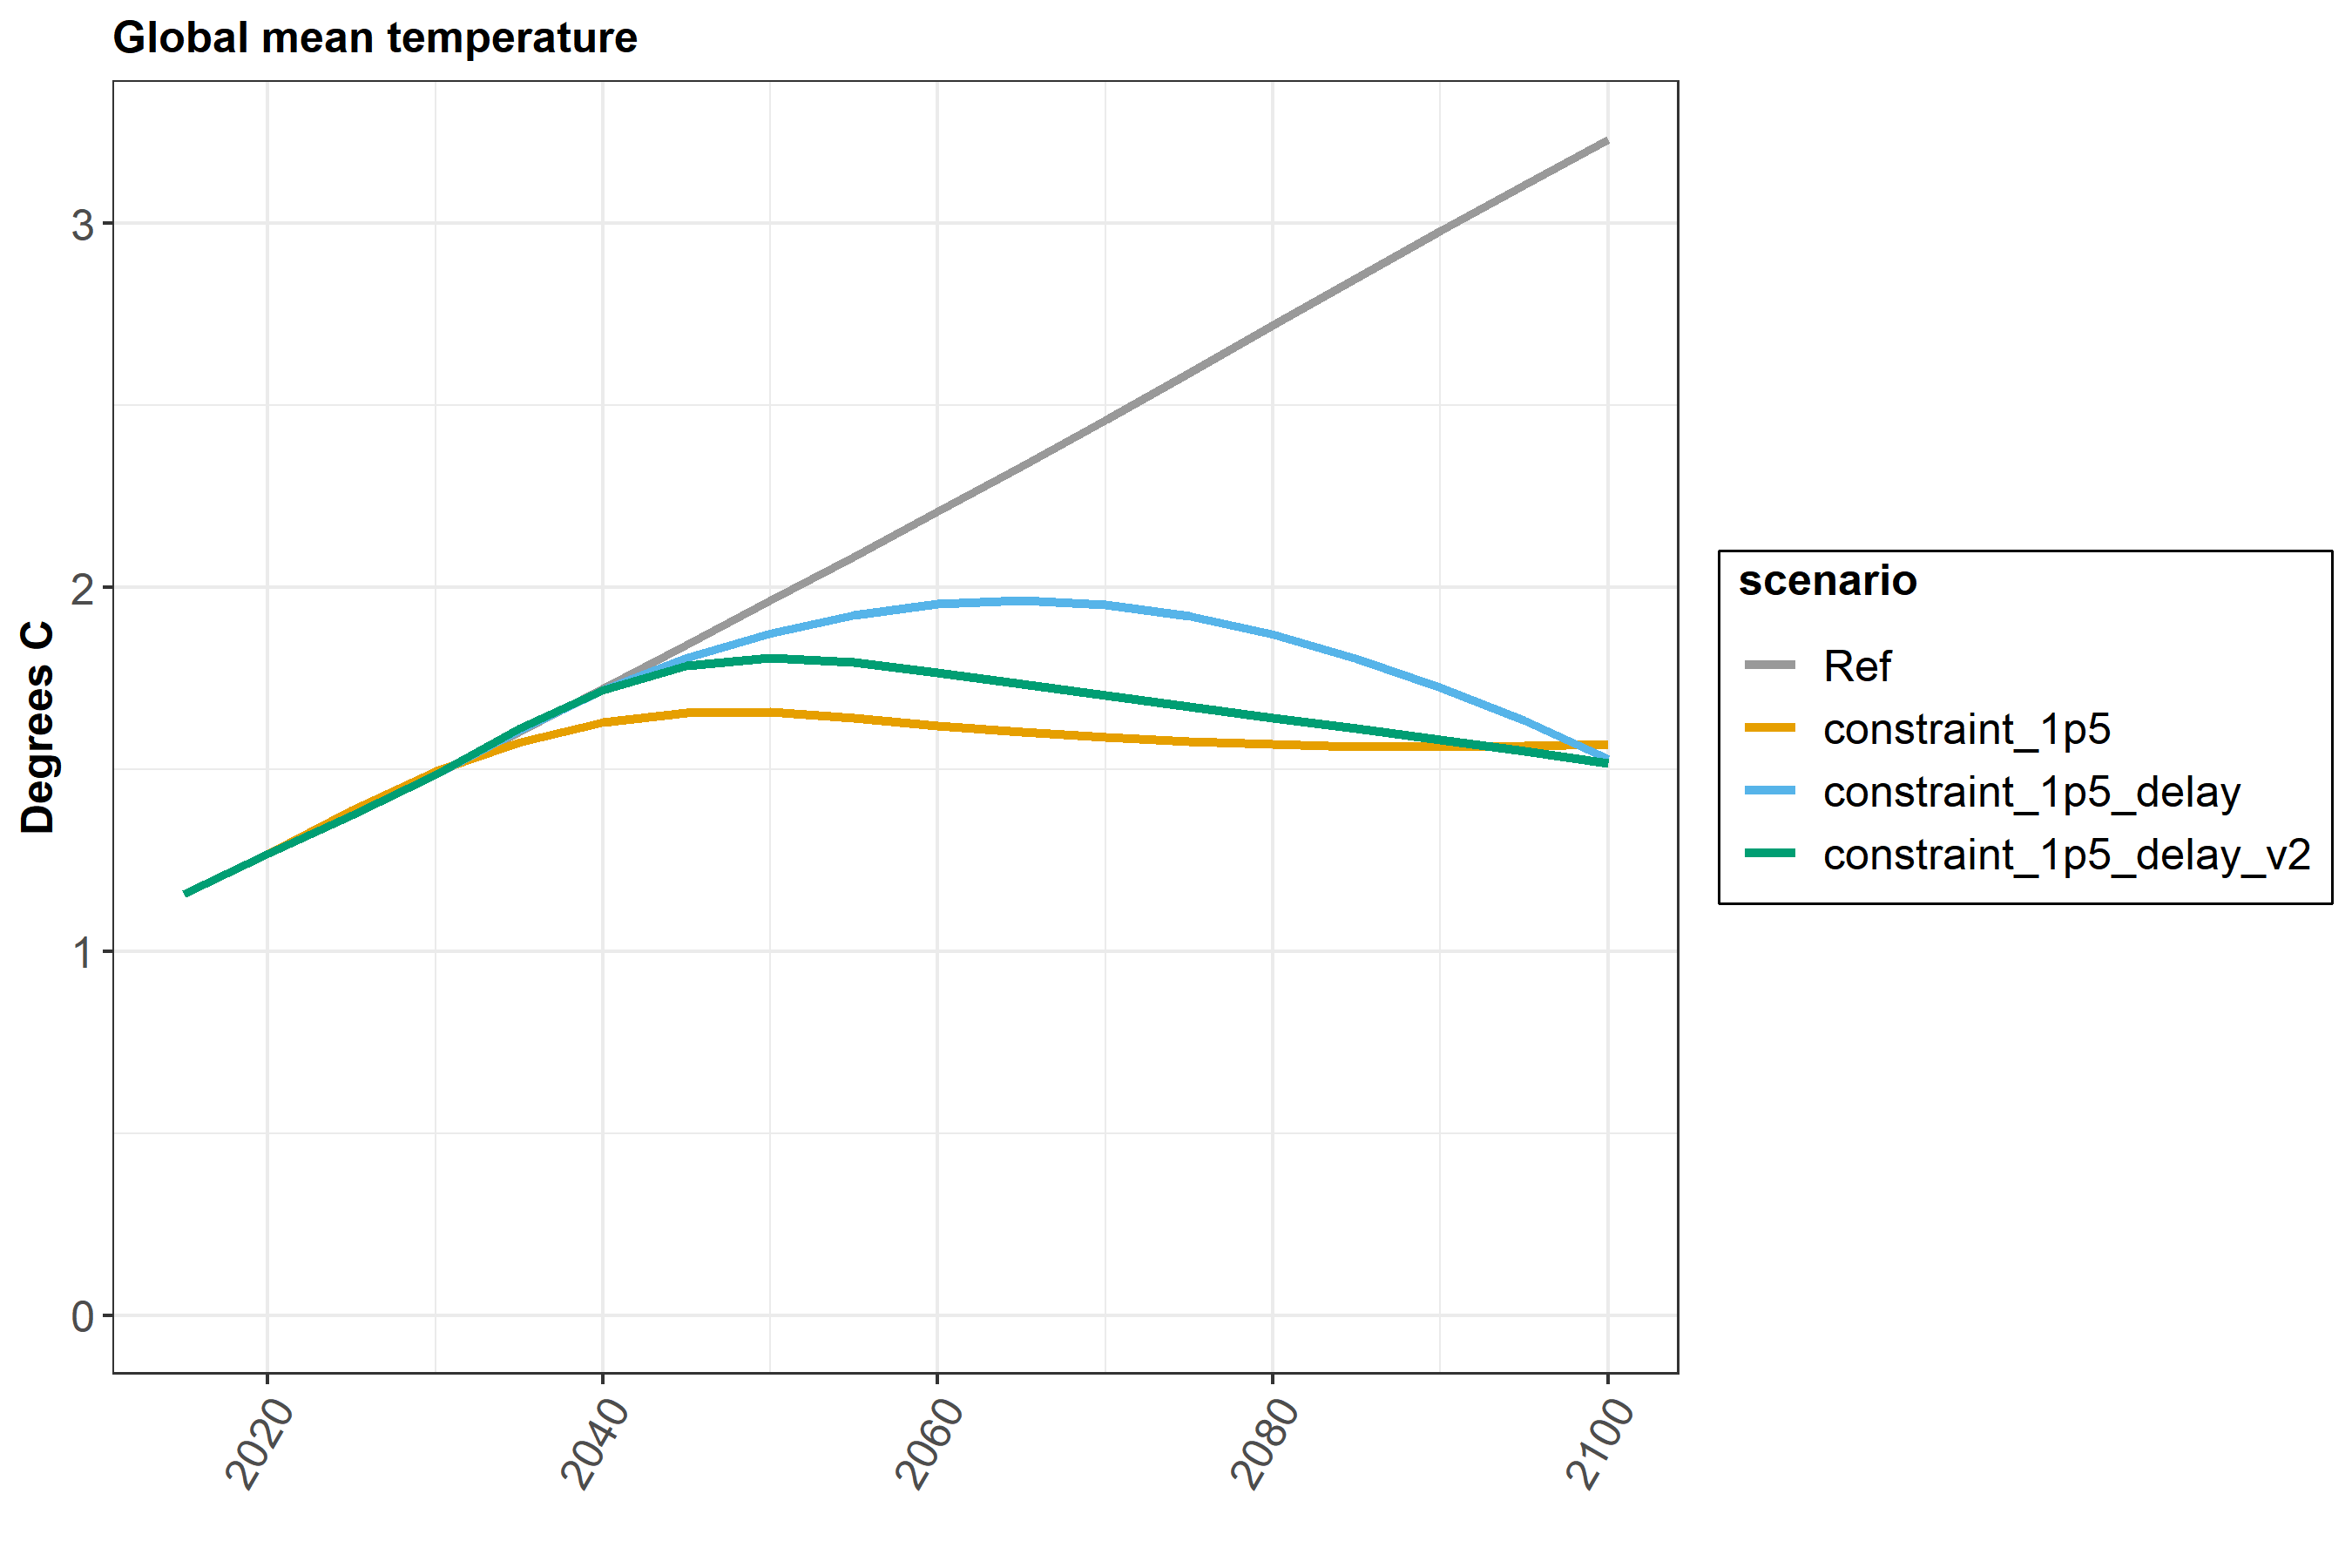 Global mean temperature
Degrees C
3
2
1
0
2020
2040
2060
2080
2100
scenario
Ref
constraint_1p5
constraint_1p5_delay
constraint_1p5_delay_v2